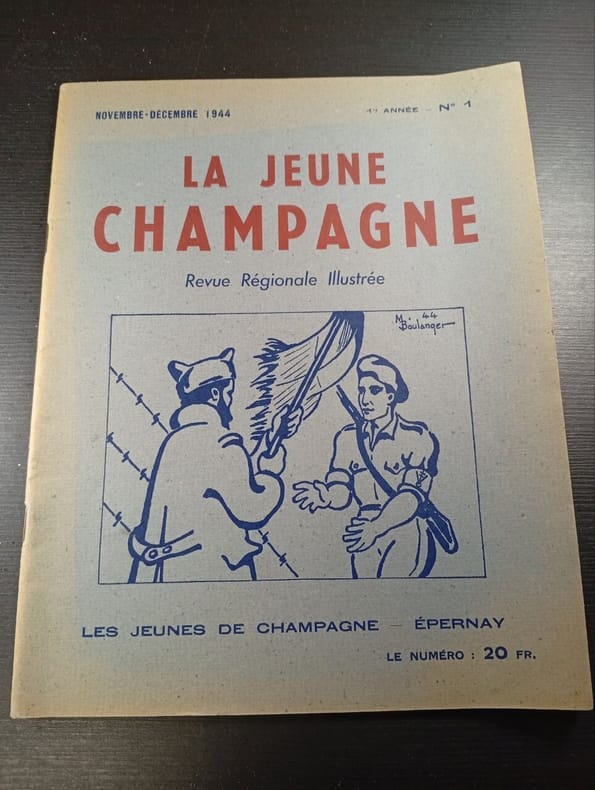 NOVEMBRE-DÉCEMBRE 1944
1re ANNÉE – N° 1
LA JEUNE
CHAMPAGNE
Revue Régionale Illustrée
M. Boulanger 44
LES JEUNES DE CHAMPAGNE – ÉPERNAY
LE NUMÉRO : 20 FR.